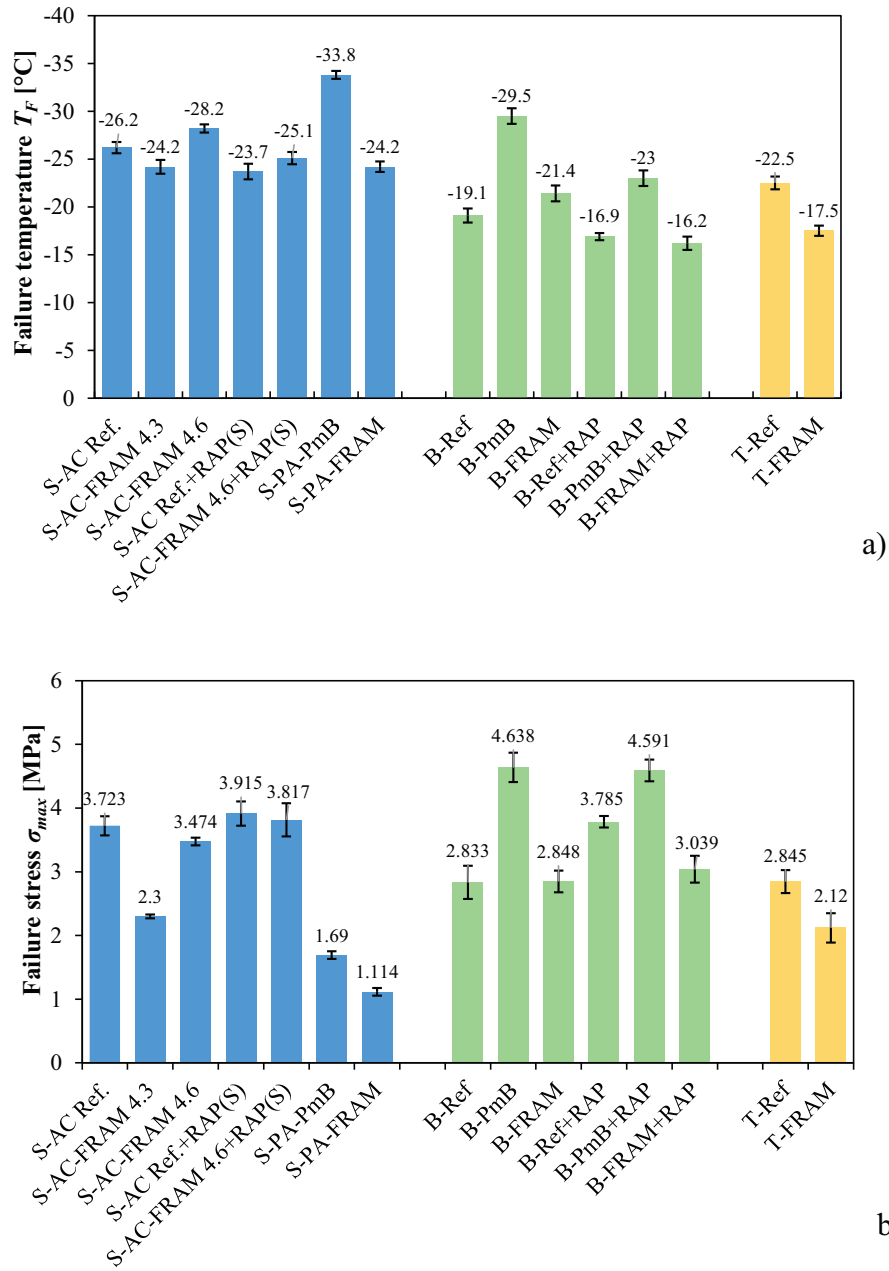 Failure temperature T_F [°C]
-40
-35
-30
-25
-20
-15
-10
-5
0
-26.2
-24.2
-28.2
-23.7
-25.1
-33.8
-24.2
-19.1
-29.5
-21.4
-16.9
-23
-16.2
-22.5
-17.5
S-AC Ref.
S-AC-FRAM 4.3
S-AC-FRAM 4.6
S-AC Ref.+RAP(S)
S-AC-FRAM 4.6+RAP(S)
S-PA-PmB
S-PA-FRAM
B-Ref
B-PmB
B-FRAM
B-Ref+RAP
B-PmB+RAP
B-FRAM+RAP
T-Ref
T-FRAM
a)
Failure stress σ_max [MPa]
6
5
4
3
2
1
0
3.723
2.3
3.474
3.915
3.817
1.69
1.114
2.833
4.638
2.848
3.785
4.591
3.039
2.845
2.12
S-AC Ref.
S-AC-FRAM 4.3
S-AC-FRAM 4.6
S-AC Ref.+RAP(S)
S-AC-FRAM 4.6+RAP(S)
S-PA-PmB
S-PA-FRAM
B-Ref
B-PmB
B-FRAM
B-Ref+RAP
B-PmB+RAP
B-FRAM+RAP
T-Ref
T-FRAM
b